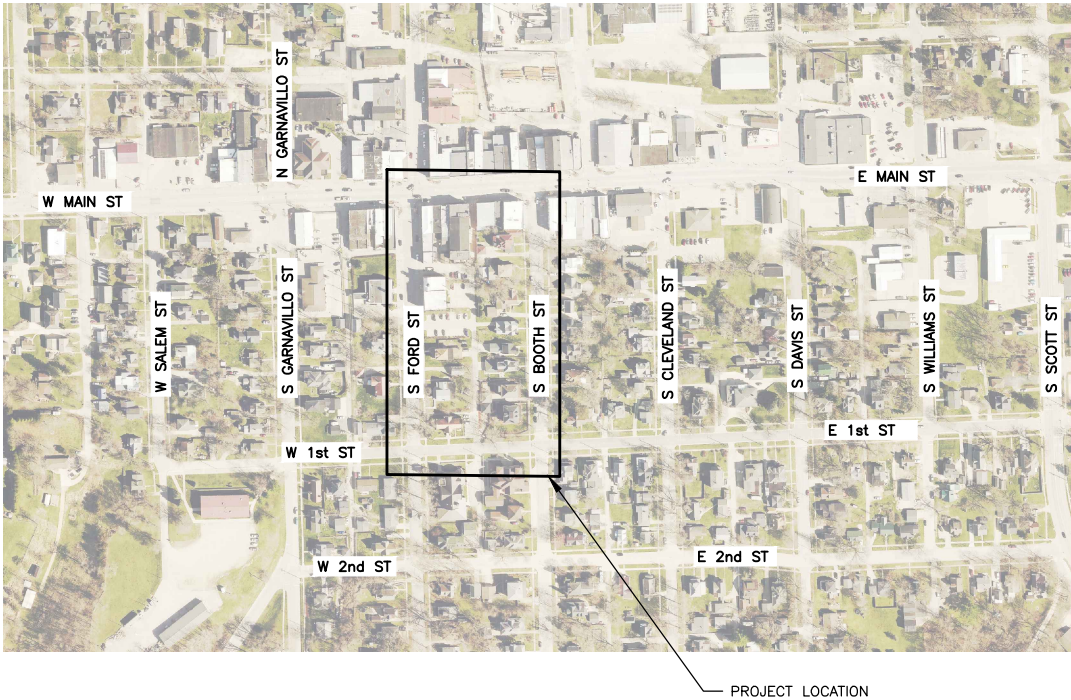 N GARNAVILLO ST
W MAIN ST
E MAIN ST
W SALEM ST
S GARNAVILLO ST
S FORD ST
S BOOTH ST
S CLEVELAND ST
S DAVIS ST
S WILLIAMS ST
S SCOTT ST
W 1st ST
E 1st ST
W 2nd ST
E 2nd ST
PROJECT LOCATION